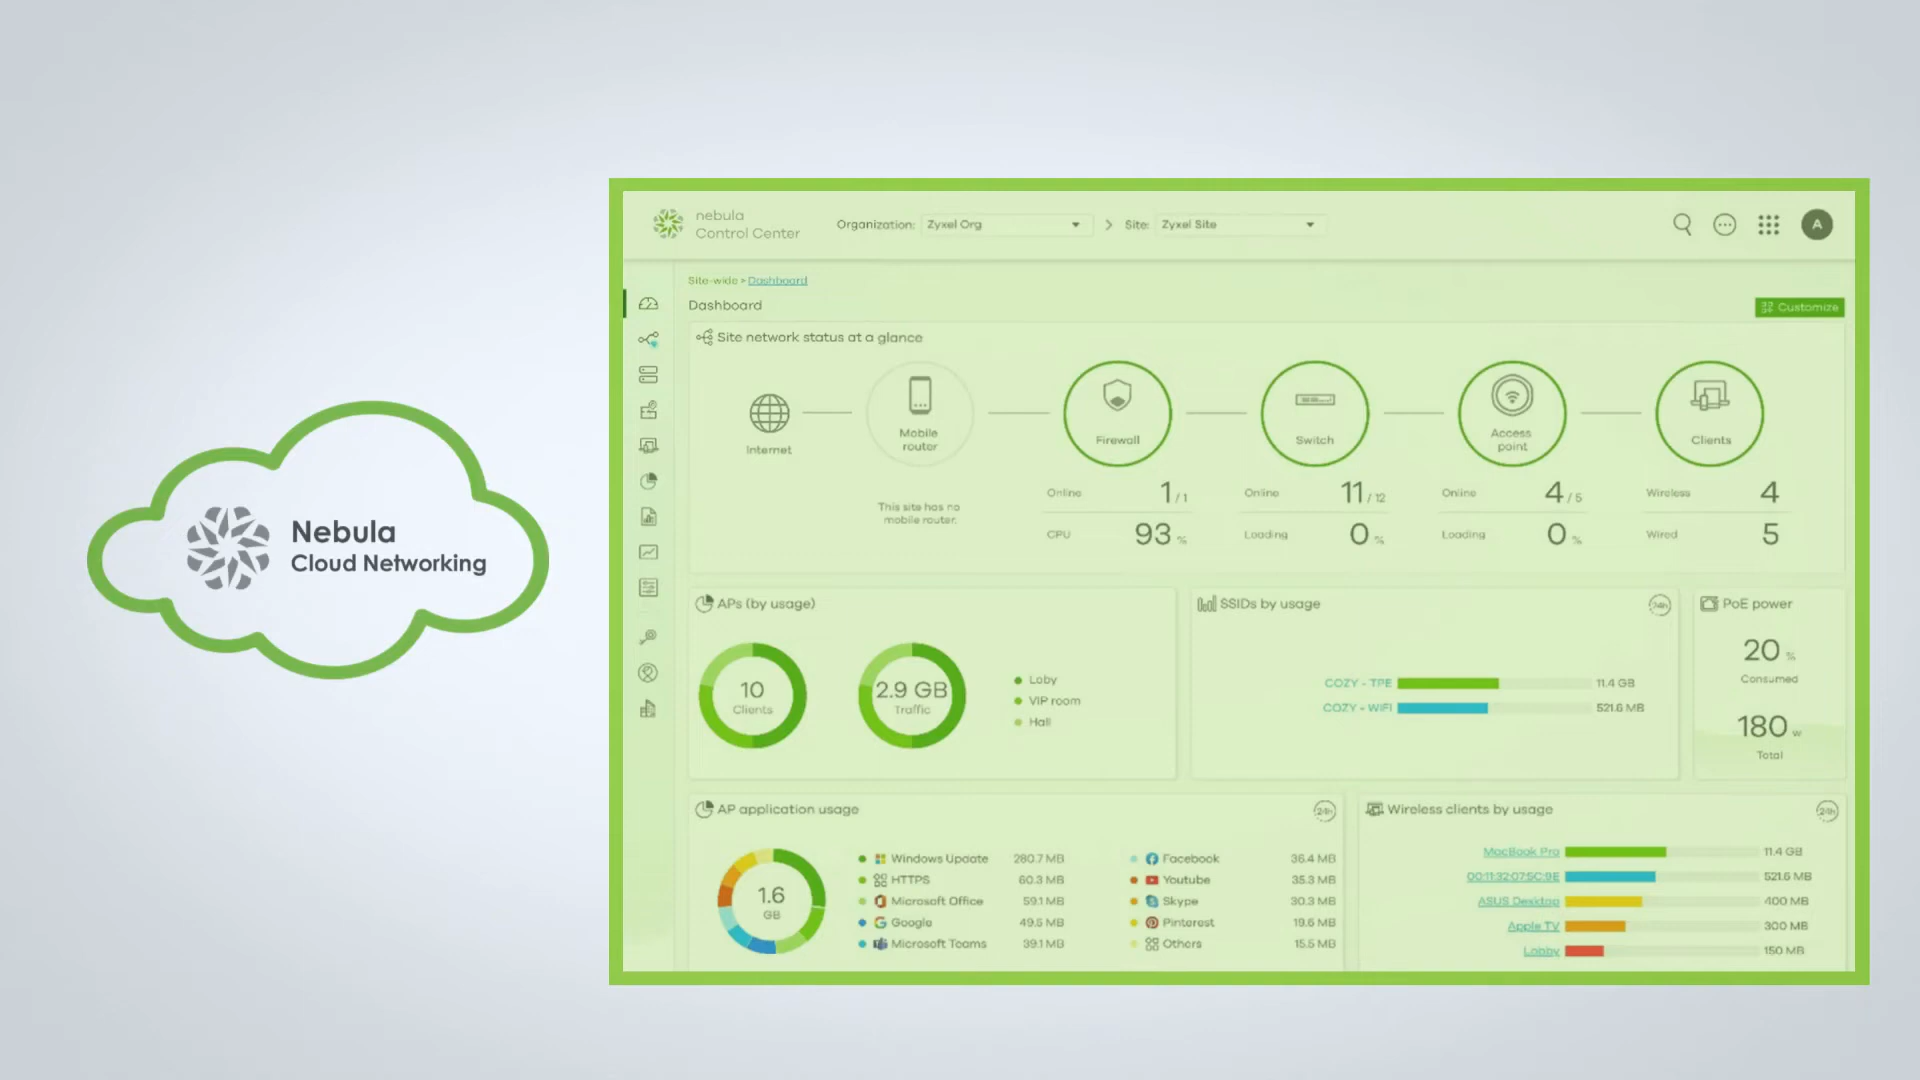 Nebula
Cloud Networking
nebula
Control Center
Organization: Zyxel Org > Site: Zyxel Site
A
Site-wide > Dashboard
Dashboard
Customize
Site network status at a glance
Internet
Mobile router
This site has no mobile router.
Firewall
Online 1 / 1
CPU 93 %
Switch
Online 11 / 12
Loading 0 %
Access point
Online 4 / 5
Loading 0 %
Clients
Wireless 4
Wired 5
APs (by usage)
10
Clients
2.9 GB
Traffic
Loby
VIP room
Hall
SSIDs by usage
24h
COZY - TPE 11.4 GB
COZY - WIFI 521.6 MB
PoE power
20 %
Consumed
180 w
Total
AP application usage
24h
1.6
GB
Windows Update 280.7 MB
HTTPS 60.3 MB
Microsoft Office 59.1 MB
Google 49.5 MB
Microsoft Teams 39.1 MB
Facebook 36.4 MB
Youtube 35.3 MB
Skype 30.3 MB
Pinterest 19.6 MB
Others 15.5 MB
Wireless clients by usage
24h
MacBook Pro 11.4 GB
00:11:32:07:5C:9E 521.6 MB
ASUS Desktop 400 MB
Apple TV 300 MB
Lobby 150 MB